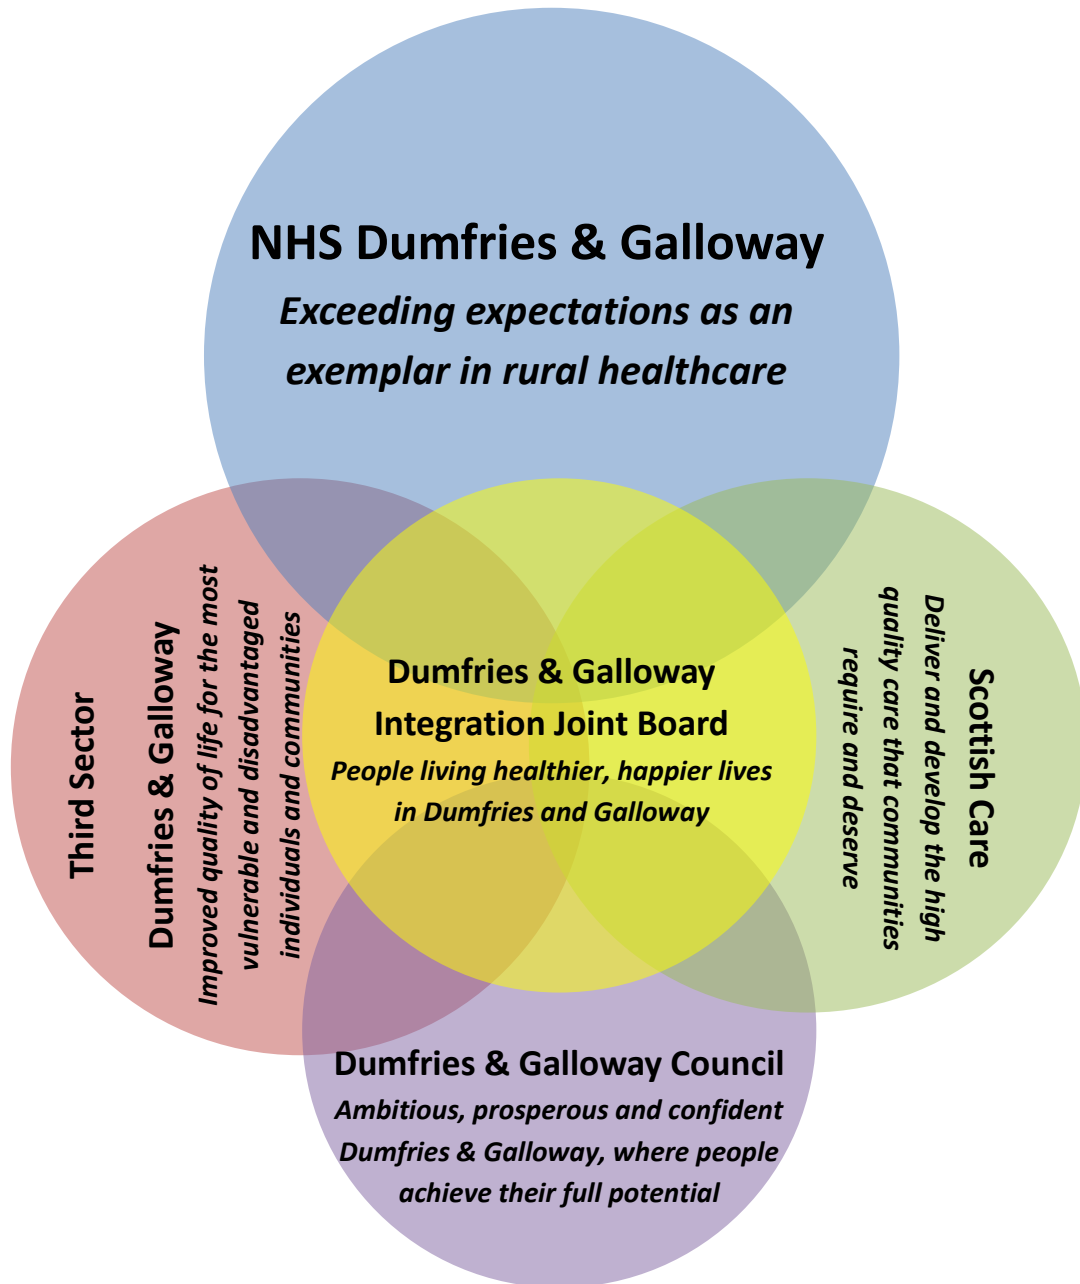 NHS Dumfries & Galloway
Exceeding expectations as an
exemplar in rural healthcare
Third Sector
Dumfries & Galloway
Improved quality of life for the most
vulnerable and disadvantaged
individuals and communities
Dumfries & Galloway
Integration Joint Board
People living healthier, happier lives
in Dumfries and Galloway
Scottish Care
Deliver and develop the high
quality care that communities
require and deserve
Dumfries & Galloway Council
Ambitious, prosperous and confident
Dumfries & Galloway, where people
achieve their full potential